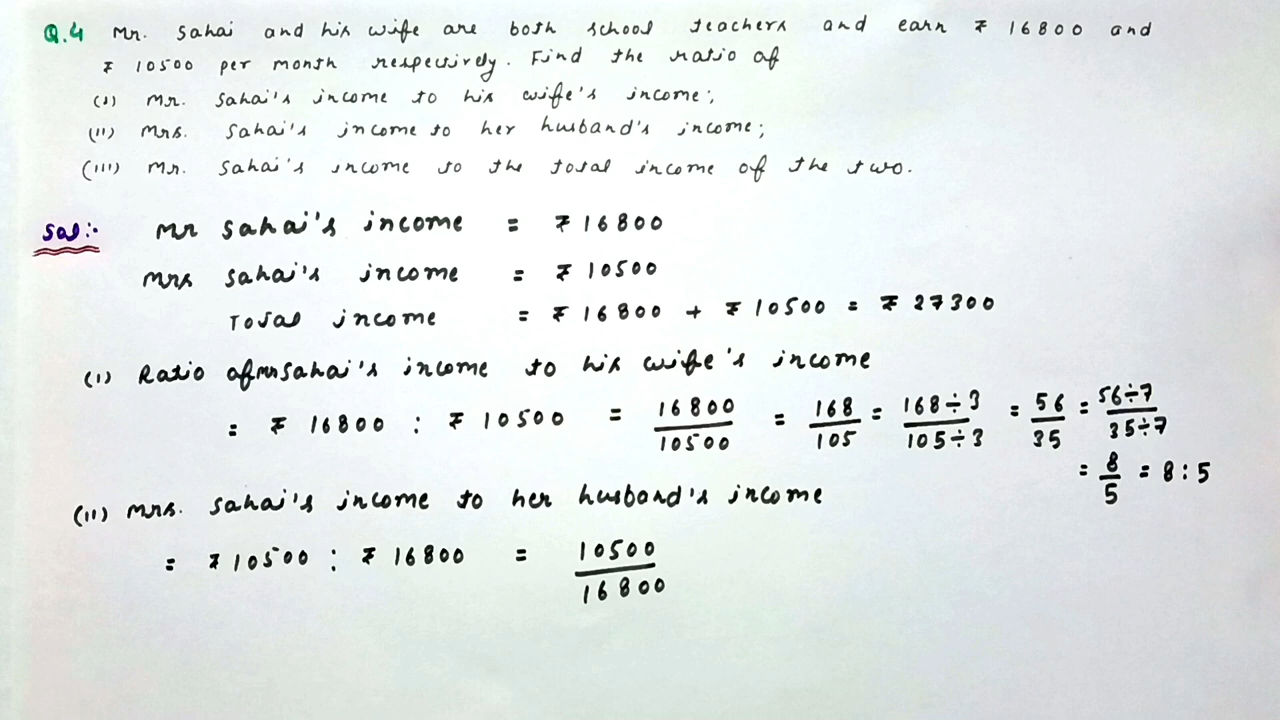 Q.4 Mr. Sahai and his wife are both school teachers and earn ₹ 16800 and
₹ 10500 per month respectively. Find the ratio of
(i) Mr. Sahai's income to his wife's income;
(ii) Mrs. Sahai's income to her husband's income;
(iii) Mr. Sahai's income to the total income of the two.
Sol:- Mr Sahai's income = ₹ 16800
Mrs Sahai's income = ₹ 10500
Total income = ₹ 16800 + ₹ 10500 = ₹ 27300
(i) Ratio of Mr Sahai's income to his wife's income
= ₹ 16800 : ₹ 10500 = 16800/10500 = 168/105 = 168÷3/105÷3 = 56/35 = 56÷7/35÷7
= 8/5 = 8:5
(ii) Mrs. Sahai's income to her husband's income
= ₹ 10500 : ₹ 16800 = 10500/16800